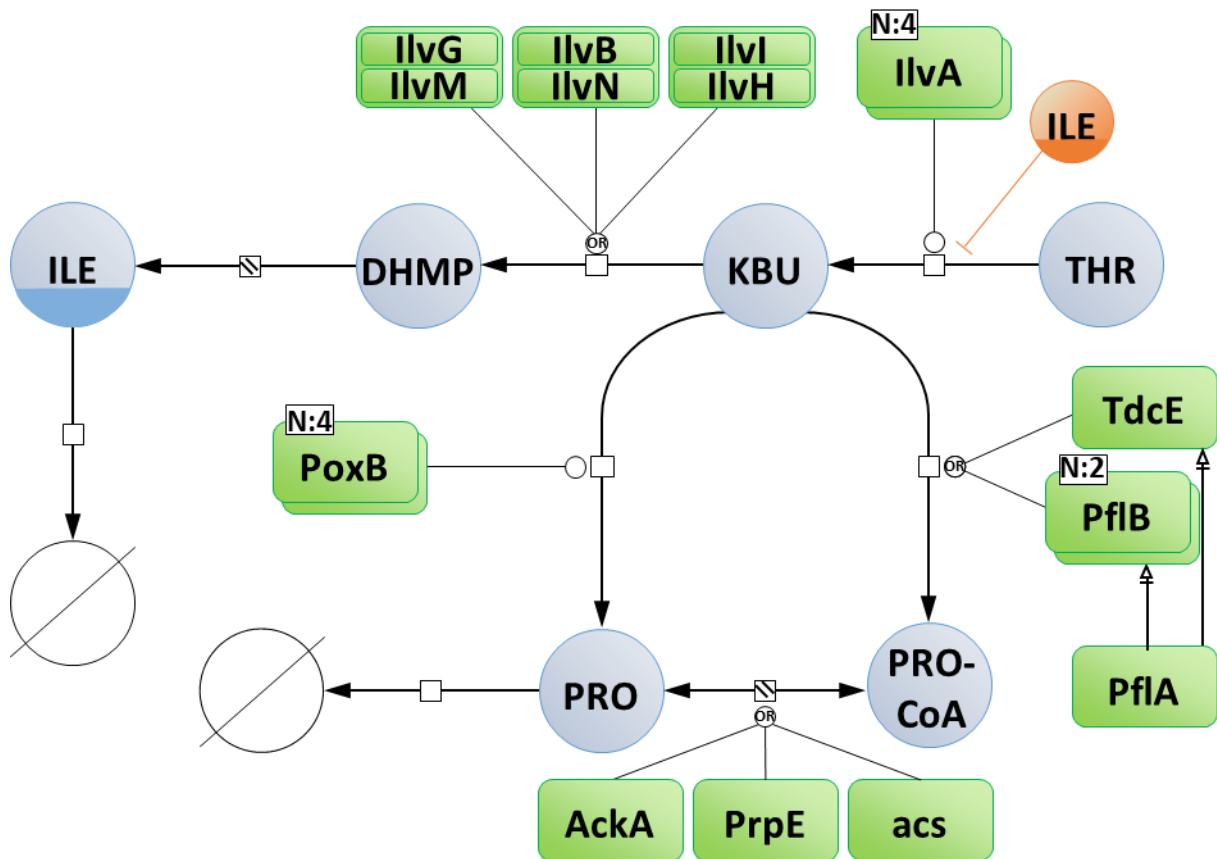 N:4
IlvG
IlvB
IlvI
IlvA
IlvM
IlvN
IlvH
ILE
OR
ILE
DHMP
KBU
THR
TdcE
N:4
PoxB
OR
N:2
PflB
PRO
PRO-
CoA
PflA
OR
AckA
PrpE
acs